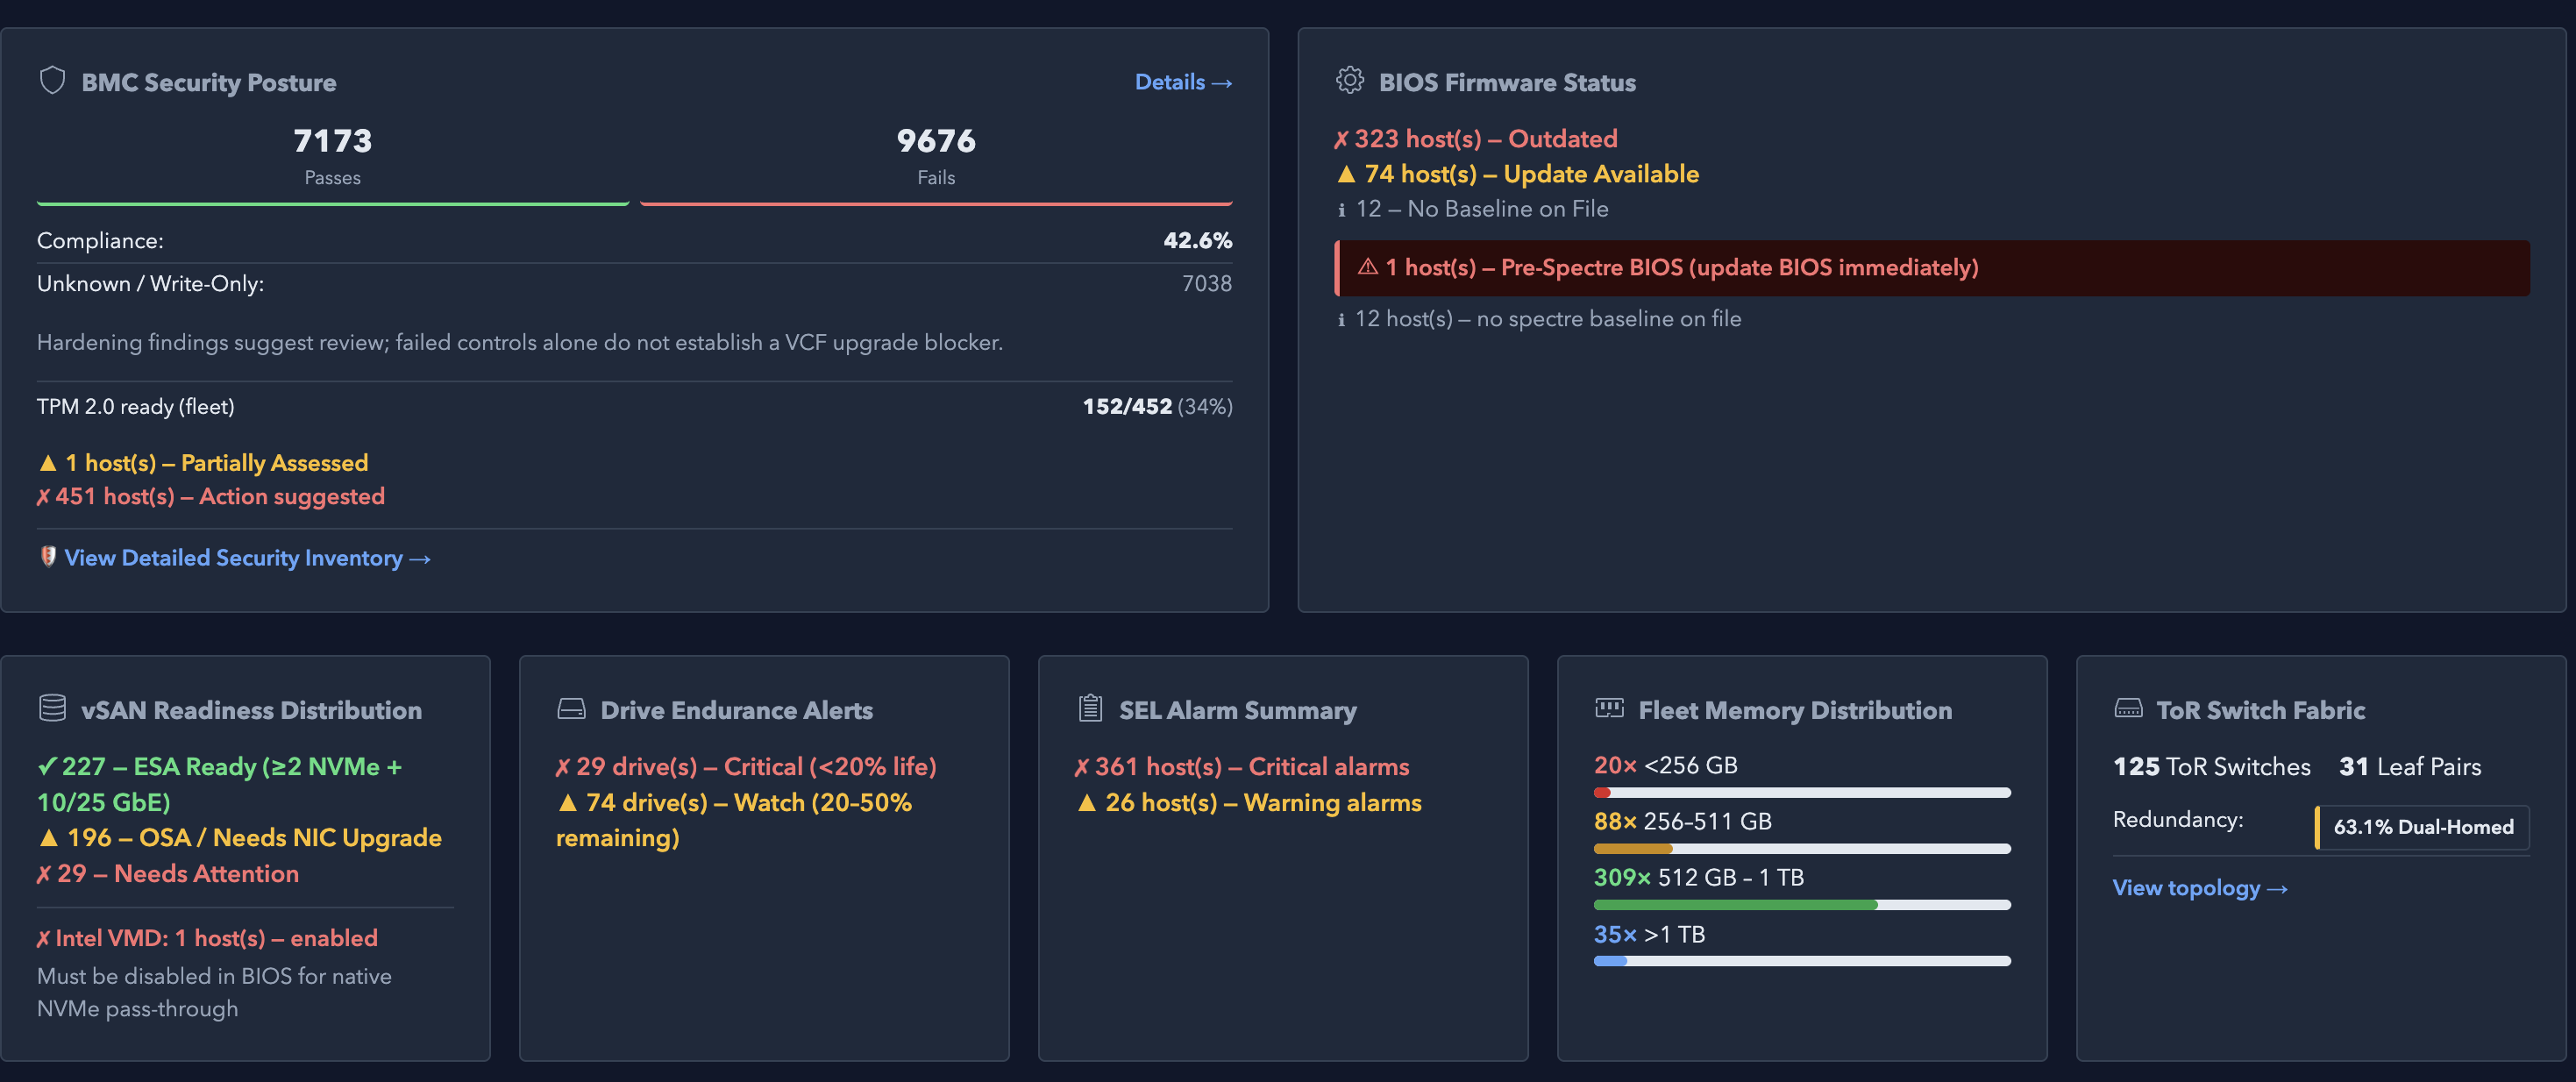 BMC Security Posture
Details →
7173
Passes
9676
Fails
Compliance:
42.6%
Unknown / Write-Only:
7038
Hardening findings suggest review; failed controls alone do not establish a VCF upgrade blocker.
TPM 2.0 ready (fleet)
152/452 (34%)
▲ 1 host(s) – Partially Assessed
✗ 451 host(s) – Action suggested
View Detailed Security Inventory →
BIOS Firmware Status
✗ 323 host(s) – Outdated
▲ 74 host(s) – Update Available
ℹ 12 – No Baseline on File
⚠ 1 host(s) – Pre-Spectre BIOS (update BIOS immediately)
ℹ 12 host(s) – no spectre baseline on file
vSAN Readiness Distribution
✓ 227 – ESA Ready (≥2 NVMe +
10/25 GbE)
▲ 196 – OSA / Needs NIC Upgrade
✗ 29 – Needs Attention
✗ Intel VMD: 1 host(s) – enabled
Must be disabled in BIOS for native
NVMe pass-through
Drive Endurance Alerts
✗ 29 drive(s) – Critical (<20% life)
▲ 74 drive(s) – Watch (20–50%
remaining)
SEL Alarm Summary
✗ 361 host(s) – Critical alarms
▲ 26 host(s) – Warning alarms
Fleet Memory Distribution
20× <256 GB
88× 256–511 GB
309× 512 GB – 1 TB
35× >1 TB
ToR Switch Fabric
125 ToR Switches 31 Leaf Pairs
Redundancy:
63.1% Dual-Homed
View topology →